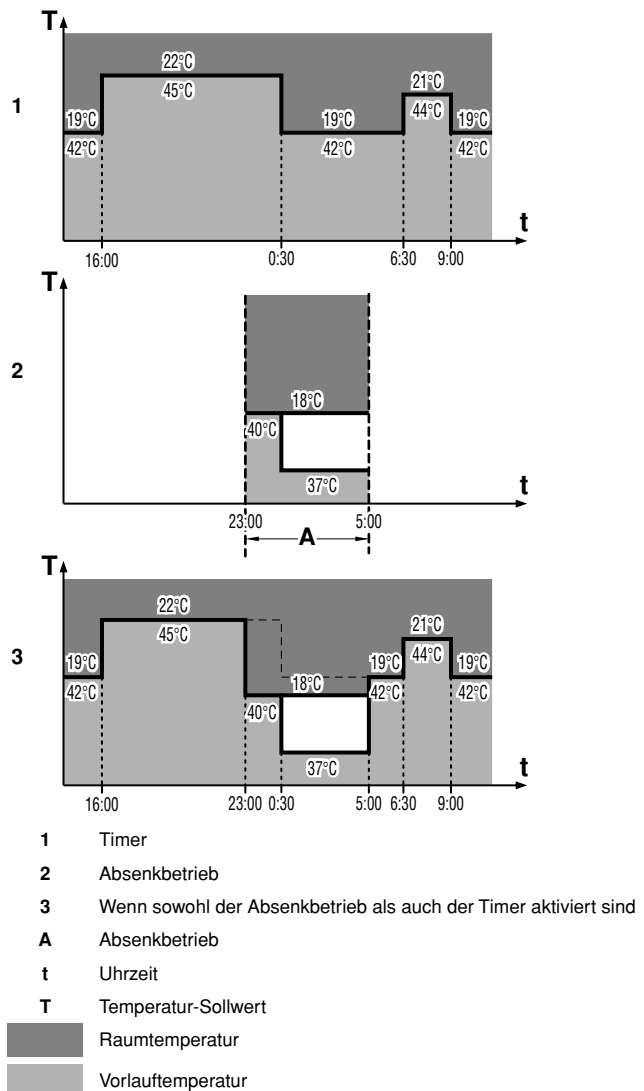 T
22°C
45°C
21°C
44°C
1
19°C
42°C
19°C
42°C
19°C
42°C
t
16:00
0:30
6:30
9:00
T
2
18°C
40°C
37°C
t
23:00
5:00
A
T
22°C
45°C
21°C
44°C
3
19°C
42°C
18°C
19°C
42°C
19°C
42°C
40°C
37°C
t
16:00
23:00
0:30
5:00
6:30
9:00
1 Timer
2 Absenkbetrieb
3 Wenn sowohl der Absenkbetrieb als auch der Timer aktiviert sind
A Absenkbetrieb
t Uhrzeit
T Temperatur-Sollwert
Raumtemperatur
Vorlauftemperatur